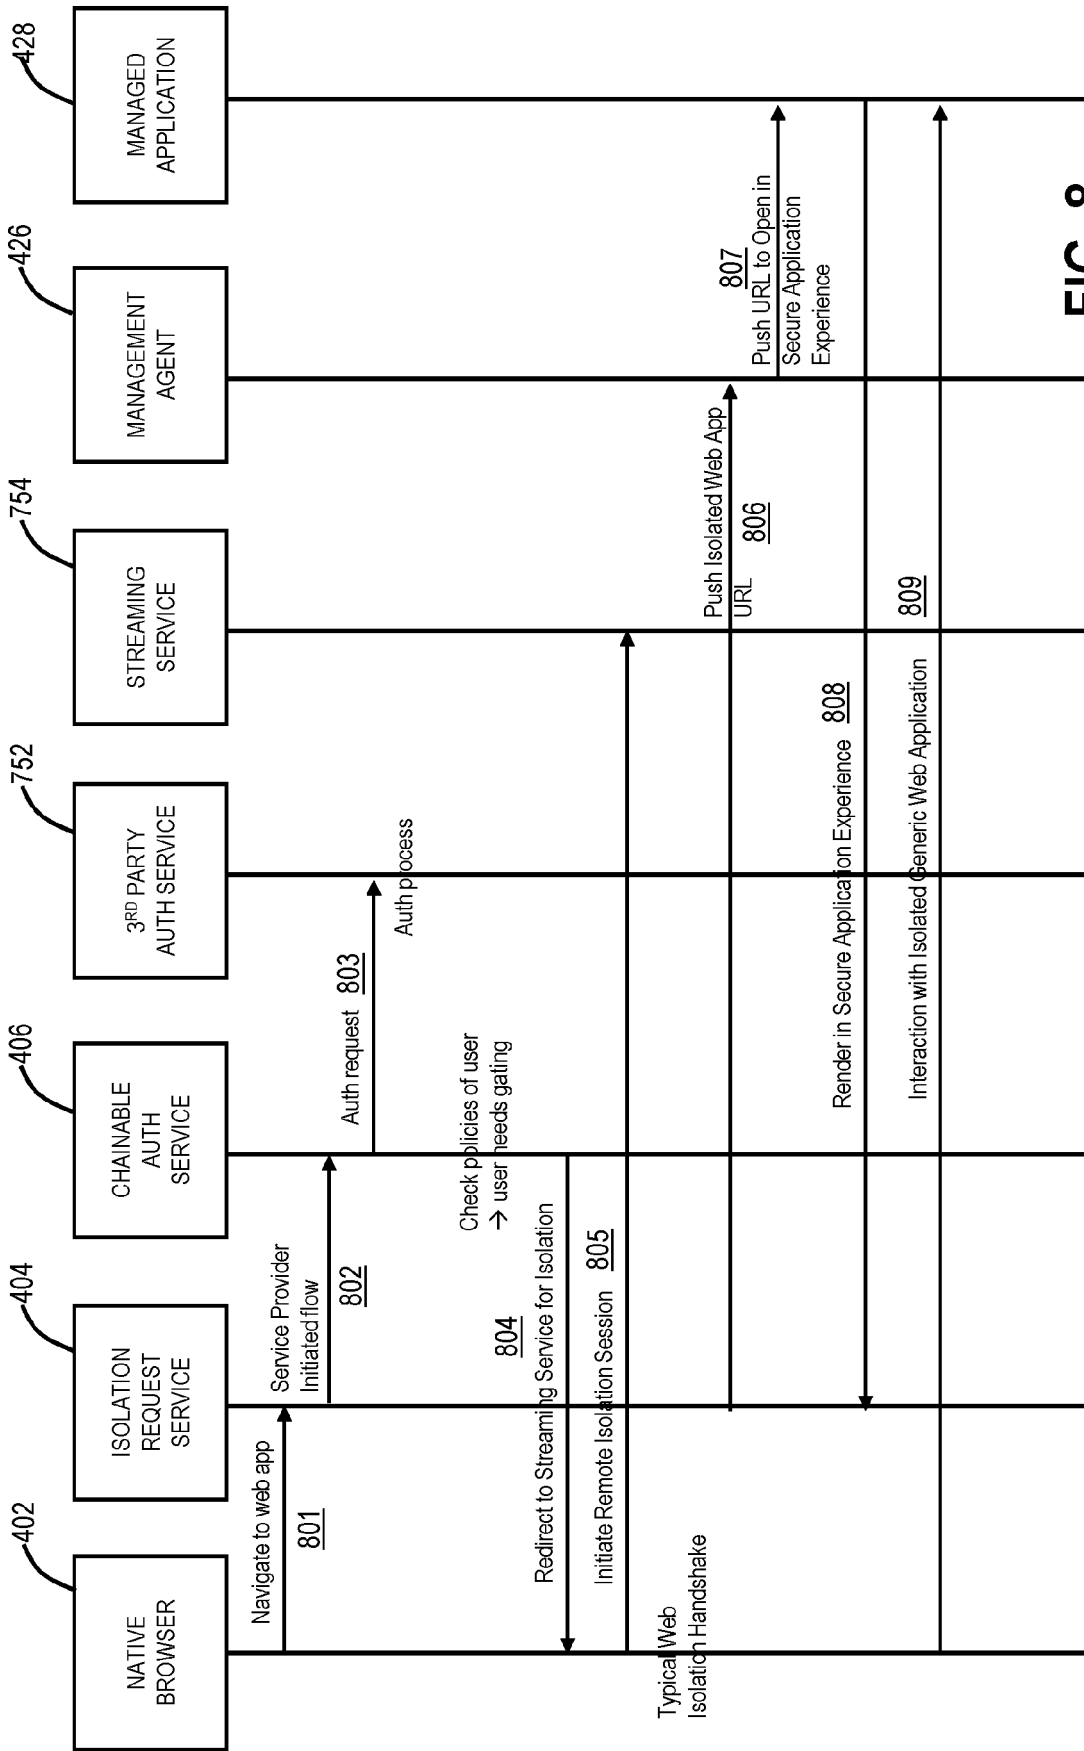 402
404
406
752
754
426
428
NATIVE
BROWSER
ISOLATION
REQUEST
SERVICE
CHAINABLE
AUTH
SERVICE
3RD PARTY
AUTH SERVICE
STREAMING
SERVICE
MANAGEMENT
AGENT
MANAGED
APPLICATION
Navigate to web app
801
Service Provider
Initiated flow
802
Auth request 803
Auth process
Check policies of user
→ user needs gating
804
Redirect to Streaming Service for Isolation
Initiate Remote Isolation Session 805
Typical Web
Isolation Handshake
Push Isolated Web App
URL
806
807
Push URL to Open in
Secure Application
Experience
Render in Secure Application Experience 808
Interaction with Isolated Generic Web Application
809
FIG. 8